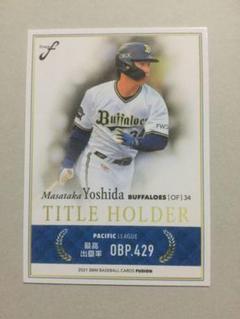 f
Buffaloes
34
Masataka Yoshida BUFFALOES|OF|34
TITLE HOLDER
PACIFIC LEAGUE
最高
出塁率
OBP.429
2021 BBM BASEBALL CARDS FUSION